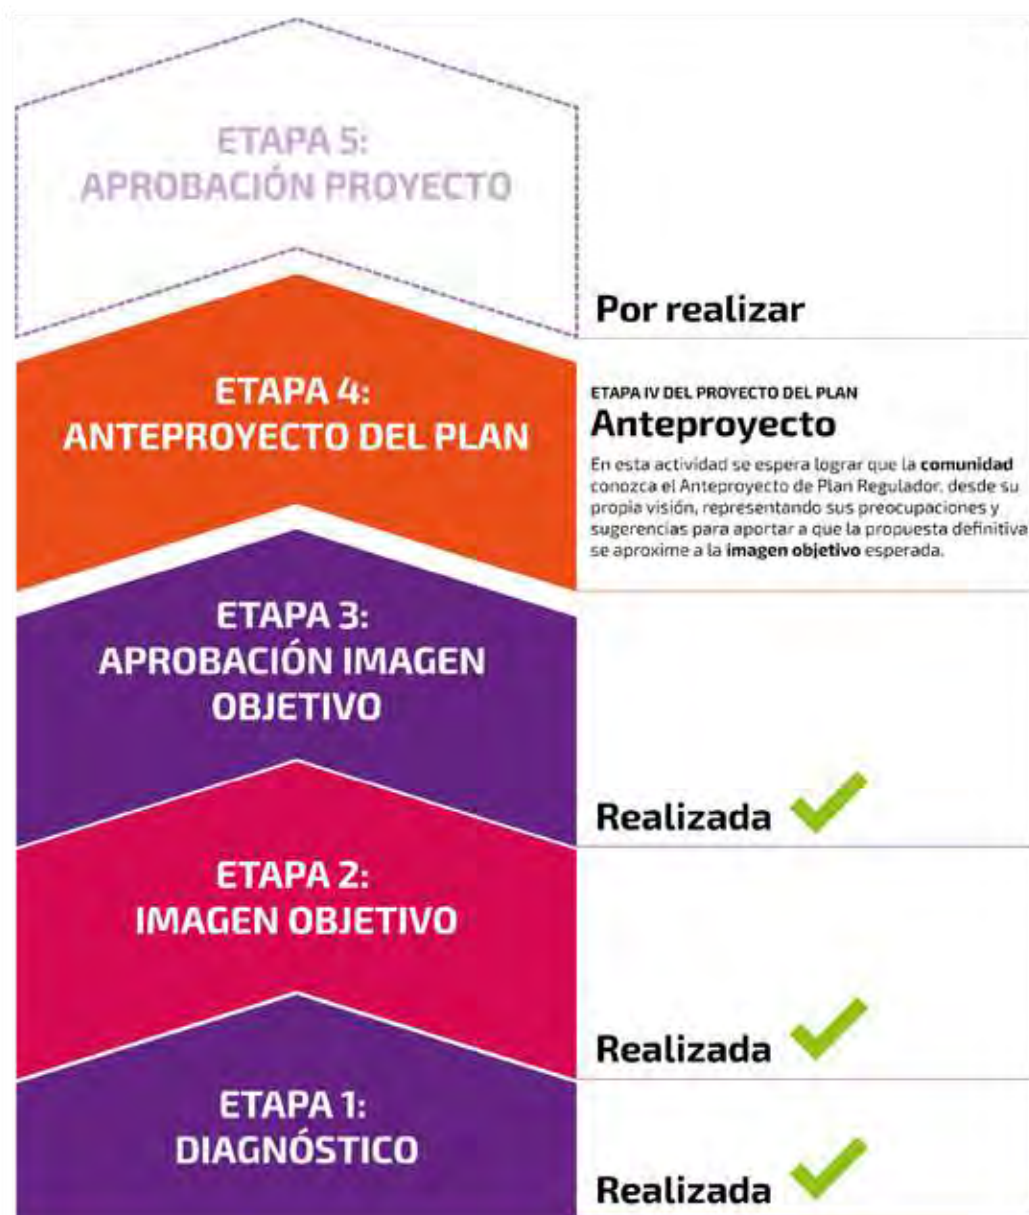 ETAPA 5:
APROBACIÓN PROYECTO
Por realizar
ETAPA 4:
ANTEPROYECTO DEL PLAN
ETAPA IV DEL PROYECTO DEL PLAN
Anteproyecto
En esta actividad se espera lograr que la comunidad
conozca el Anteproyecto de Plan Regulador, desde su
propia visión, representando sus preocupaciones y
sugerencias para aportar a que la propuesta definitiva
se aproxime a la imagen objetivo esperada.
ETAPA 3:
APROBACIÓN IMAGEN
OBJETIVO
Realizada
ETAPA 2:
IMAGEN OBJETIVO
Realizada
ETAPA 1:
DIAGNÓSTICO
Realizada